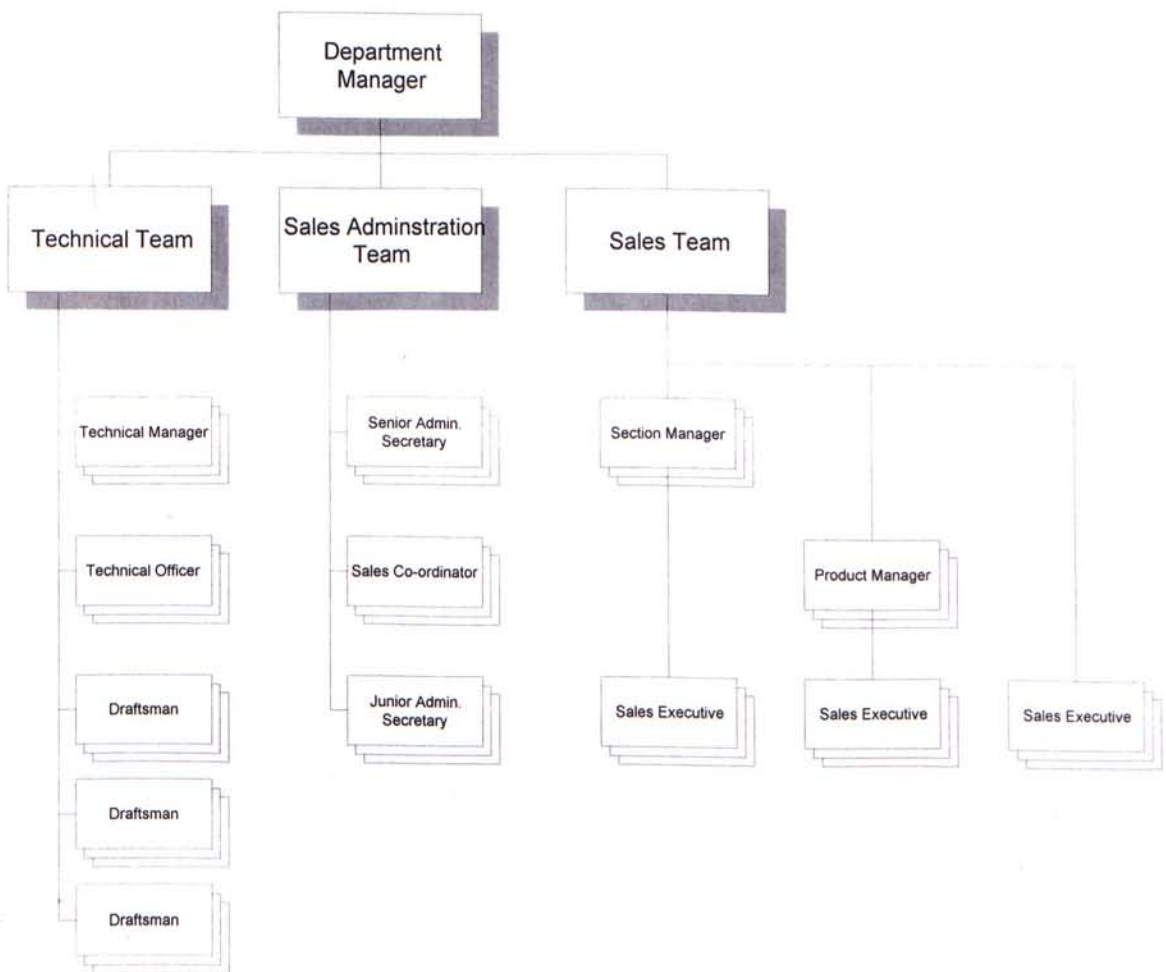 Department
Manager
Technical Team
Sales Adminstration
Team
Sales Team
Technical Manager
Senior Admin.
Secretary
Section Manager
Technical Officer
Sales Co-ordinator
Product Manager
Draftsman
Junior Admin.
Secretary
Sales Executive
Sales Executive
Sales Executive
Draftsman
Draftsman